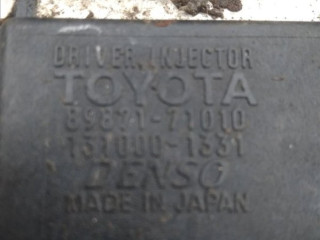 DRIVER, INJECTOR
TOYOTA
89871-71010
131000-1331
DENSO
MADE IN JAPAN